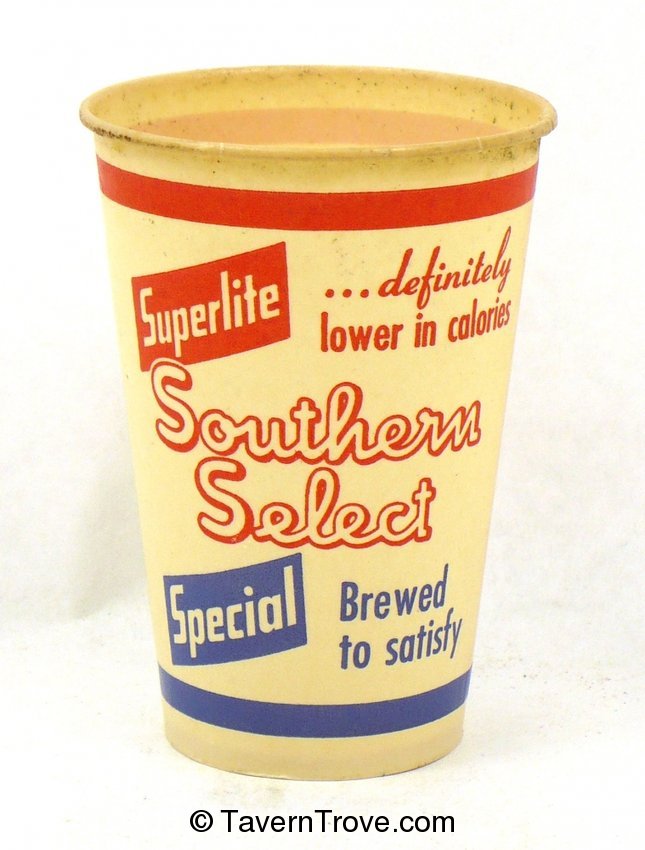 Superlite
...definitely
lower in calories
Southern
Select
Special
Brewed
to satisfy
© TavernTrove.com